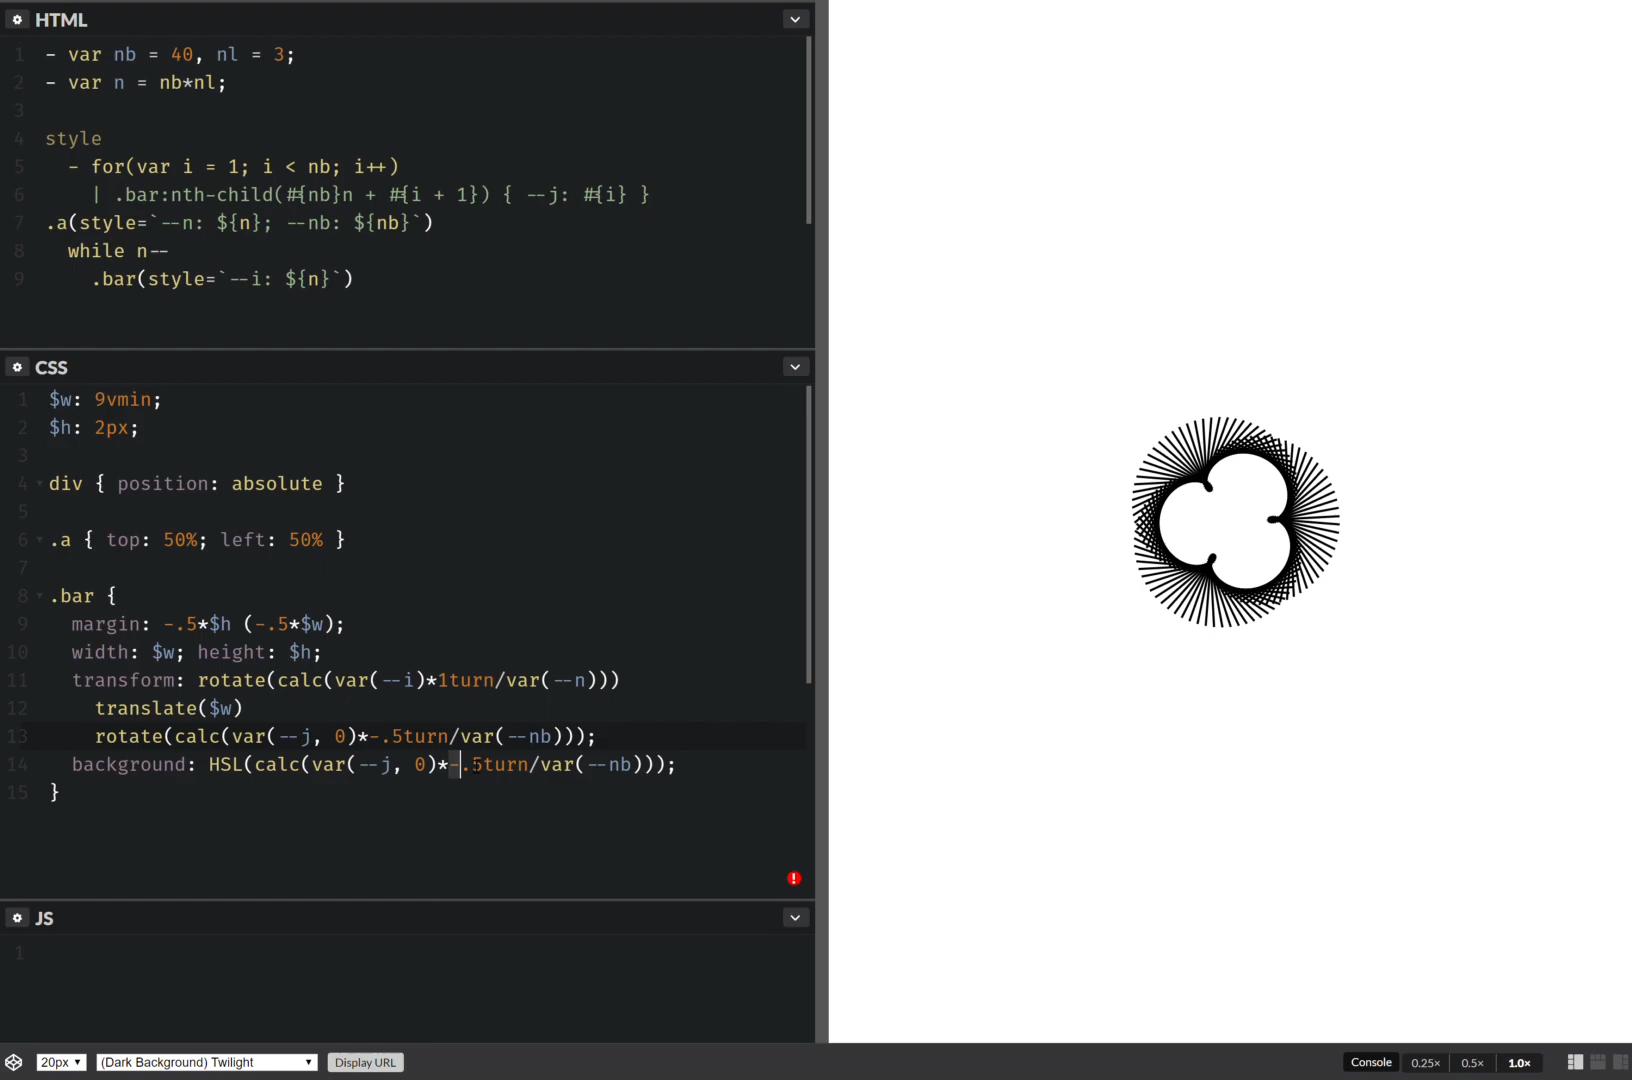 HTML
1 - var nb = 40, nl = 3;
2 - var n = nb*nl;
3
4 style
5 - for(var i = 1; i < nb; i++)
6 | .bar:nth-child(#{nb}n + #{i + 1}) { --j: #{i} }
7 .a(style=`--n: ${n}; --nb: ${nb}`)
8 while n--
9 .bar(style=`--i: ${n}`)
CSS
1 $w: 9vmin;
2 $h: 2px;
3
4 div { position: absolute }
5
6 .a { top: 50%; left: 50% }
7
8 .bar {
9 margin: -.5*$h (-.5*$w);
10 width: $w; height: $h;
11 transform: rotate(calc(var(--i)*1turn/var(--n)))
12 translate($w)
13 rotate(calc(var(--j, 0)*-.5turn/var(--nb)));
14 background: HSL(calc(var(--j, 0)*-.5turn/var(--nb)));
15 }
JS
1
20px (Dark Background) Twilight Display URL Console 0.25× 0.5× 1.0×